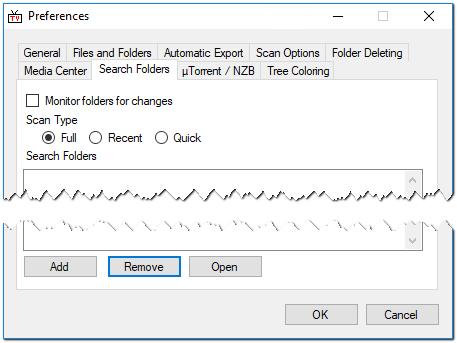 TV Preferences
General Files and Folders Automatic Export Scan Options Folder Deleting
Media Center Search Folders µTorrent / NZB Tree Coloring
Monitor folders for changes
Scan Type
Full Recent Quick
Search Folders
Add Remove Open
OK Cancel